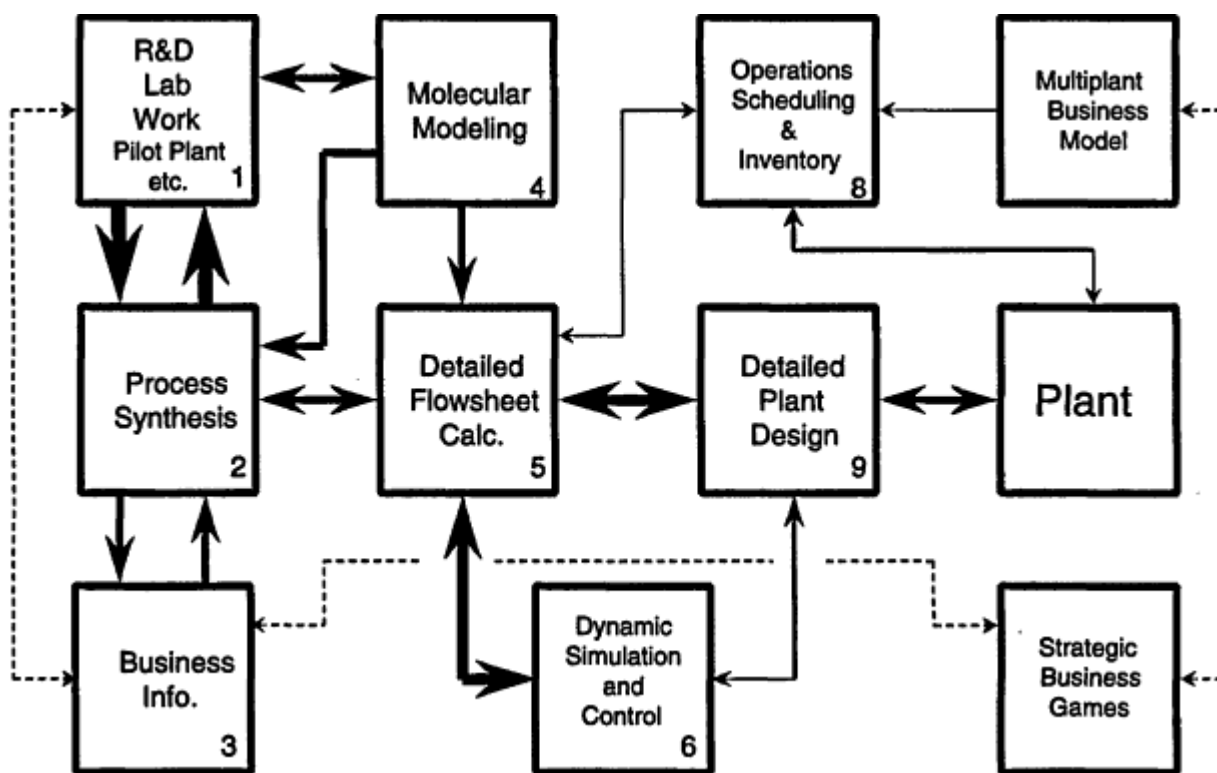 R&D
Lab
Work
Pilot Plant
etc.
1
Molecular
Modeling
4
Operations
Scheduling
&
Inventory
8
Multiplant
Business
Model
Process
Synthesis
2
Detailed
Flowsheet
Calc.
5
Detailed
Plant
Design
9
Plant
Business
Info.
3
Dynamic
Simulation
and
Control
6
Strategic
Business
Games